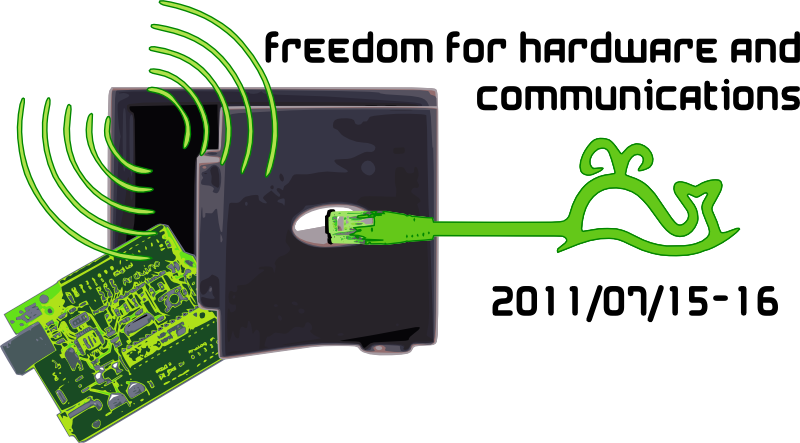 freedom for hardware and
communications
2011/07/15-16